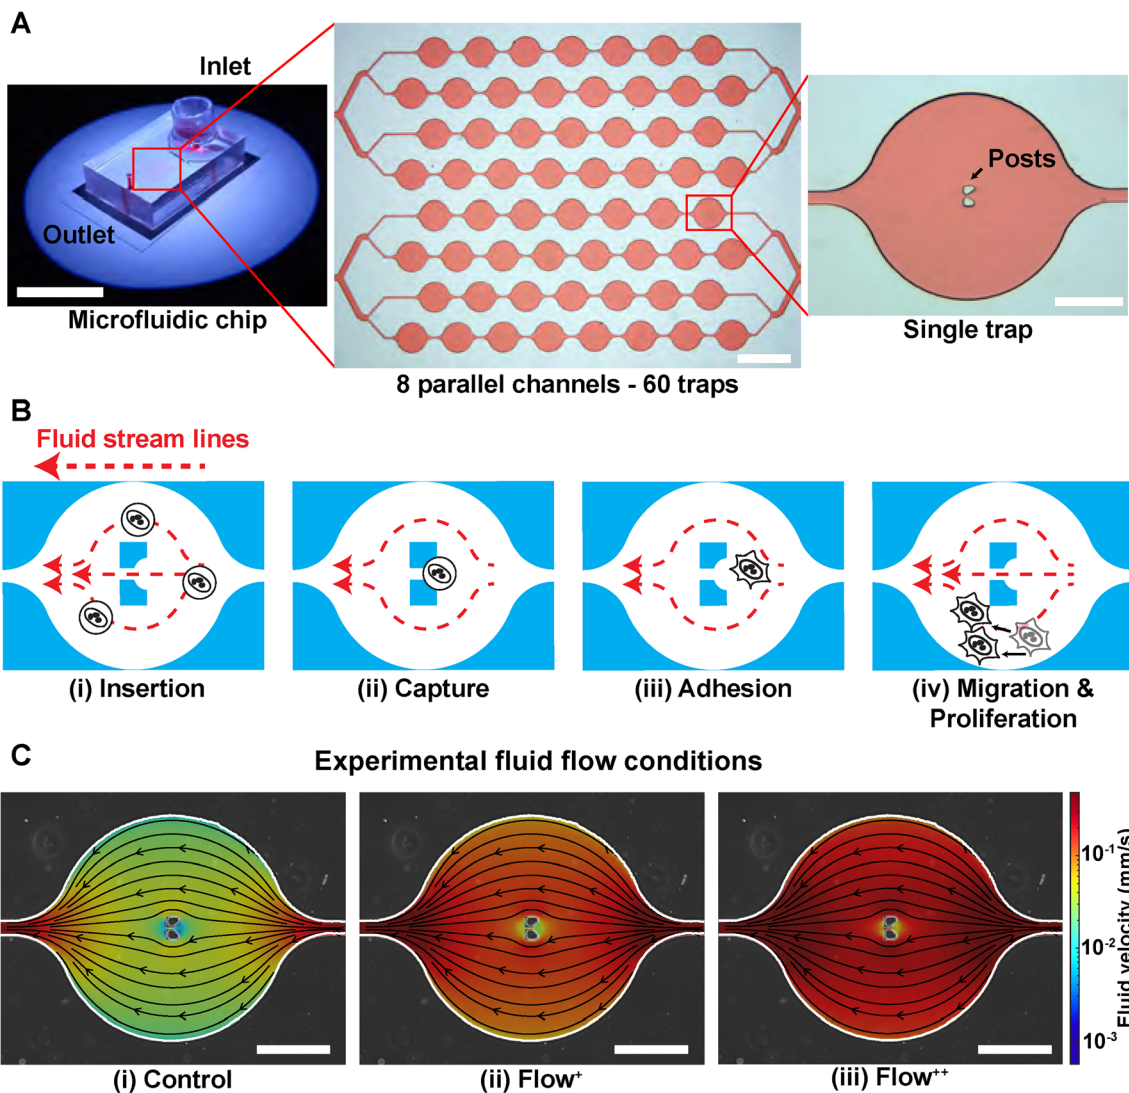 A
Inlet
Outlet
Microfluidic chip
8 parallel channels - 60 traps
Posts
Single trap
B
Fluid stream lines
(i) Insertion
(ii) Capture
(iii) Adhesion
(iv) Migration &
Proliferation
C
Experimental fluid flow conditions
(i) Control
(ii) Flow⁺
(iii) Flow⁺⁺
10⁻¹
10⁻²
10⁻³
Fluid velocity (mm/s)